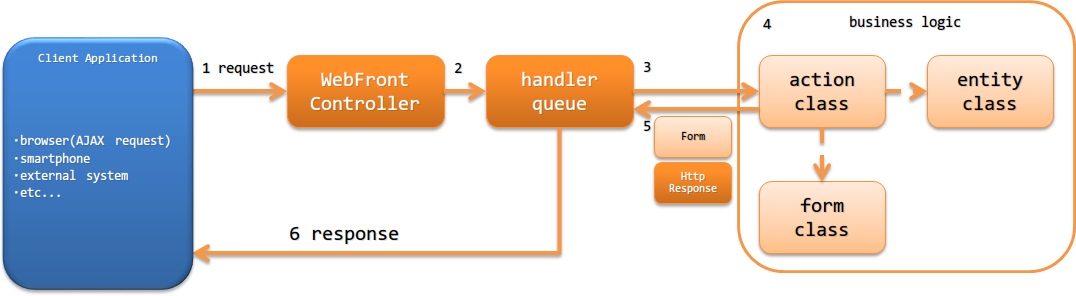 Client Application
・browser(AJAX request)
・smartphone
・external system
・etc...
1 request
WebFront
Controller
2
handler
queue
3
5
Form
Http
Response
6 response
4
business logic
action
class
entity
class
form
class